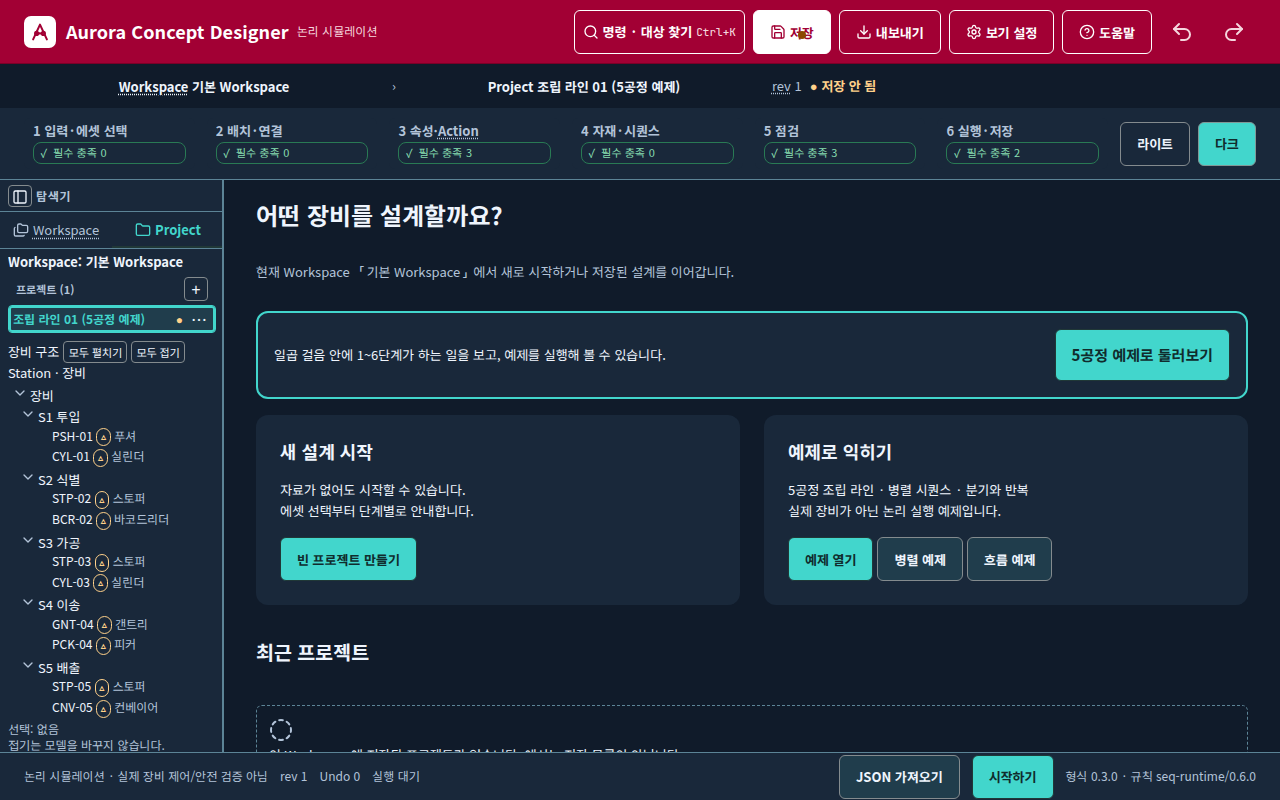 Aurora Concept Designer 논리 시뮬레이션
명령 · 대상 찾기 Ctrl+K
저장
내보내기
보기 설정
도움말
Workspace 기본 Workspace › Project 조립 라인 01 (5공정 예제) rev 1 ● 저장 안 됨
1 입력·에셋 선택
✓ 필수 충족 0
2 배치·연결
✓ 필수 충족 0
3 속성·Action
✓ 필수 충족 3
4 자재·시퀀스
✓ 필수 충족 0
5 점검
✓ 필수 충족 3
6 실행·저장
✓ 필수 충족 2
라이트
다크
탐색기
Workspace Project
Workspace: 기본 Workspace
프로젝트 (1) +
조립 라인 01 (5공정 예제) ● ···
장비 구조 모두 펼치기 모두 접기
Station · 장비
장비
S1 투입
PSH-01 푸셔
CYL-01 실린더
S2 식별
STP-02 스토퍼
BCR-02 바코드리더
S3 가공
STP-03 스토퍼
CYL-03 실린더
S4 이송
GNT-04 갠트리
PCK-04 피커
S5 배출
STP-05 스토퍼
CNV-05 컨베이어
선택: 없음
접기는 모델을 바꾸지 않습니다.
어떤 장비를 설계할까요?
현재 Workspace 「기본 Workspace」에서 새로 시작하거나 저장된 설계를 이어갑니다.
일곱 걸음 안에 1~6단계가 하는 일을 보고, 예제를 실행해 볼 수 있습니다.
5공정 예제로 둘러보기
새 설계 시작
자료가 없어도 시작할 수 있습니다.
에셋 선택부터 단계별로 안내합니다.
빈 프로젝트 만들기
예제로 익히기
5공정 조립 라인 · 병렬 시퀀스 · 분기와 반복
실제 장비가 아닌 논리 실행 예제입니다.
예제 열기
병렬 예제
흐름 예제
최근 프로젝트
논리 시뮬레이션 · 실제 장비 제어/안전 검증 아님 rev 1 Undo 0 실행 대기
JSON 가져오기
시작하기
형식 0.3.0 · 규칙 seq-runtime/0.6.0